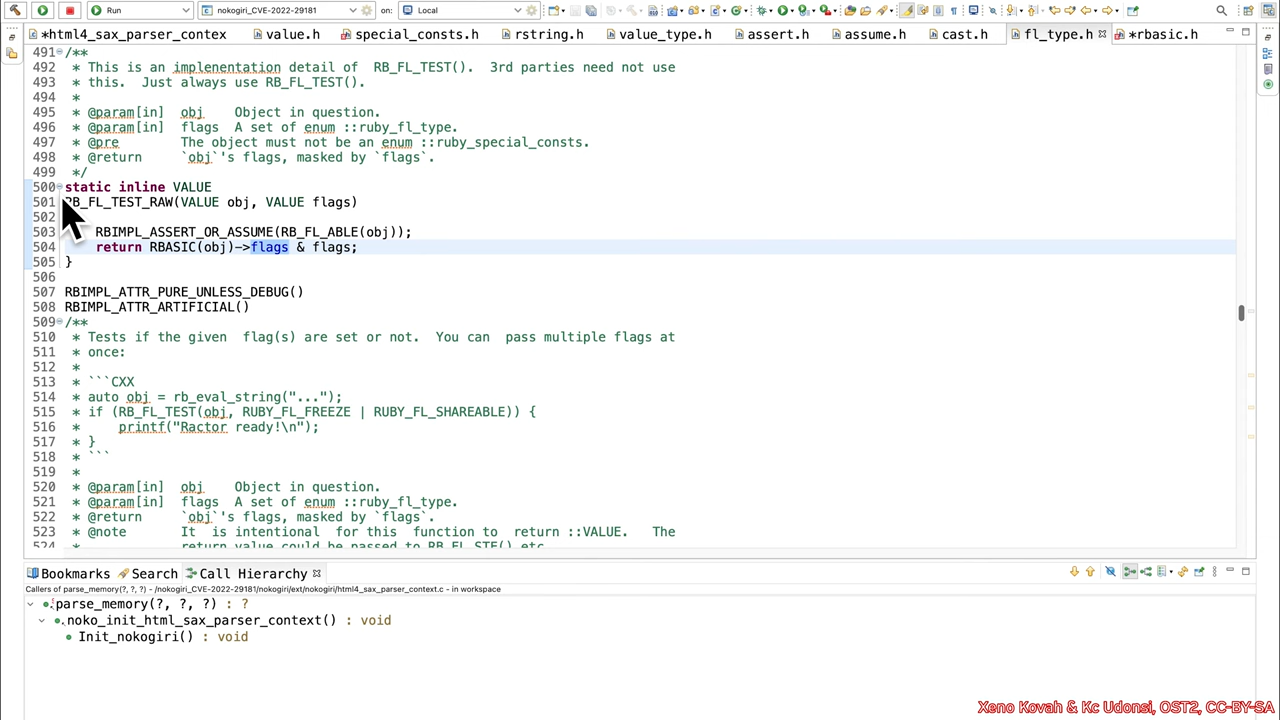 Run
nokogiri_CVE-2022-29181
on:
Local
*html4_sax_parser_contex
value.h
special_consts.h
rstring.h
value_type.h
assert.h
assume.h
cast.h
fl_type.h
*rbasic.h
491 /**
492 * This is an implenentation detail of RB_FL_TEST(). 3rd parties need not use
493 * this. Just always use RB_FL_TEST().
494 *
495 * @param[in] obj Object in question.
496 * @param[in] flags A set of enum ::ruby_fl_type.
497 * @pre The object must not be an enum ::ruby_special_consts.
498 * @return `obj`'s flags, masked by `flags`.
499 */
500 static inline VALUE
501 RB_FL_TEST_RAW(VALUE obj, VALUE flags)
502
503 RBIMPL_ASSERT_OR_ASSUME(RB_FL_ABLE(obj));
504 return RBASIC(obj)->flags & flags;
505 }
506
507 RBIMPL_ATTR_PURE_UNLESS_DEBUG()
508 RBIMPL_ATTR_ARTIFICIAL()
509 /**
510 * Tests if the given flag(s) are set or not. You can pass multiple flags at
511 * once:
512 *
513 * ```CXX
514 * auto obj = rb_eval_string("...");
515 * if (RB_FL_TEST(obj, RUBY_FL_FREEZE | RUBY_FL_SHAREABLE)) {
516 * printf("Ractor ready!\n");
517 * }
518 * ```
519 *
520 * @param[in] obj Object in question.
521 * @param[in] flags A set of enum ::ruby_fl_type.
522 * @return `obj`'s flags, masked by `flags`.
523 * @note It is intentional for this function to return ::VALUE. The
524 return value could be passed to RB_FL_STE() etc
Bookmarks
Search
Call Hierarchy
Callers of parse_memory(?, ?, ?) - /nokogiri_CVE-2022-29181/nokogiri/ext/nokogiri/html4_sax_parser_context.c - in workspace
parse_memory(?, ?, ?) : ?
noko_init_html_sax_parser_context() : void
Init_nokogiri() : void
Xeno Kovah & Kc Udonsi, OST2, CC-BY-SA